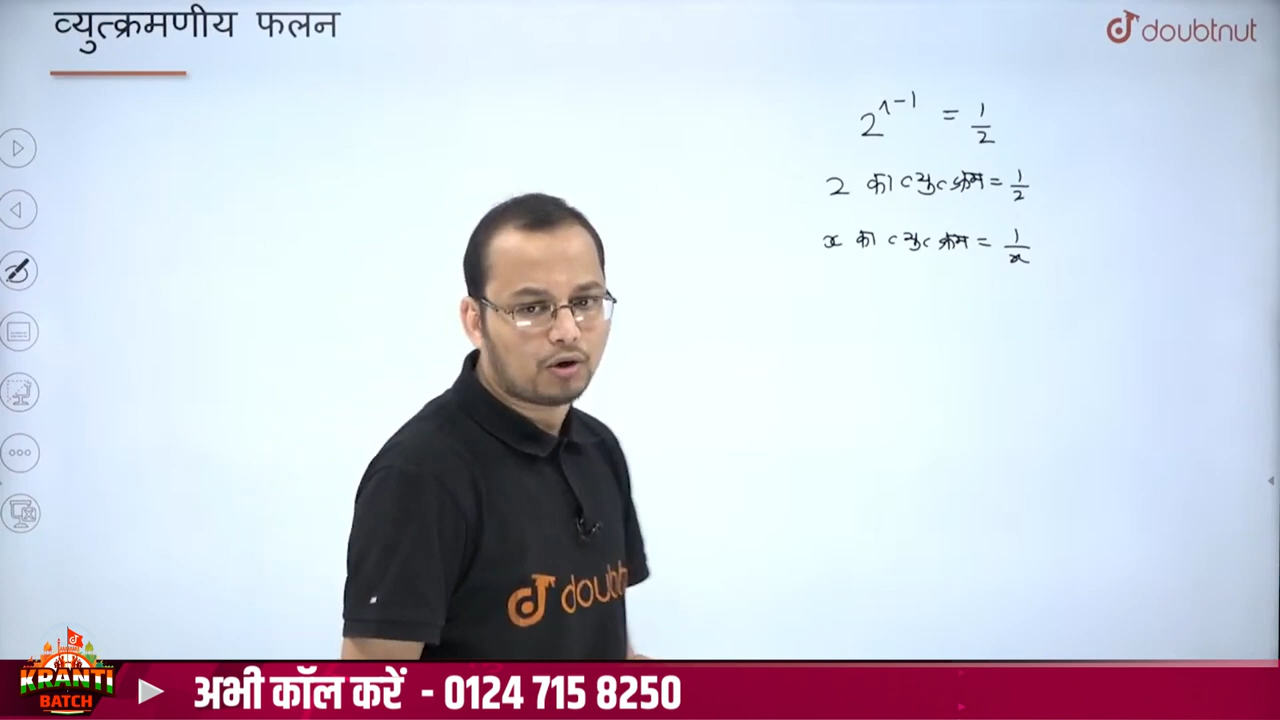 व्युत्क्रमणीय फलन
doubtnut
2^-1 = 1/2
2 का व्युत्क्रम = 1/2
x का व्युत्क्रम = 1/x
doubtn
KRANTI
BATCH
अभी कॉल करें - 0124 715 8250